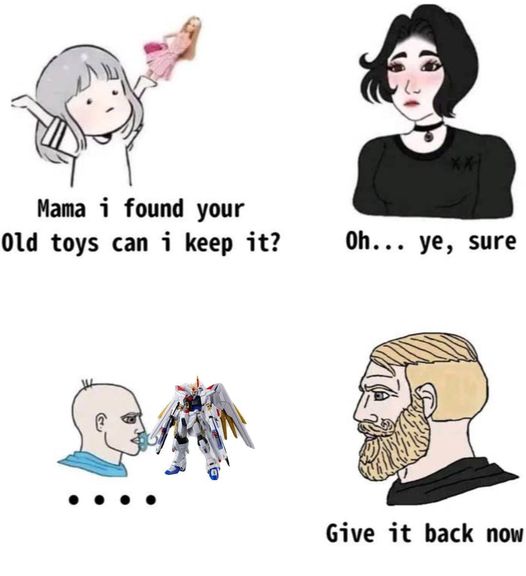 Mama i found your
Old toys can i keep it?
Oh... ye, sure
• • • •
Give it back now